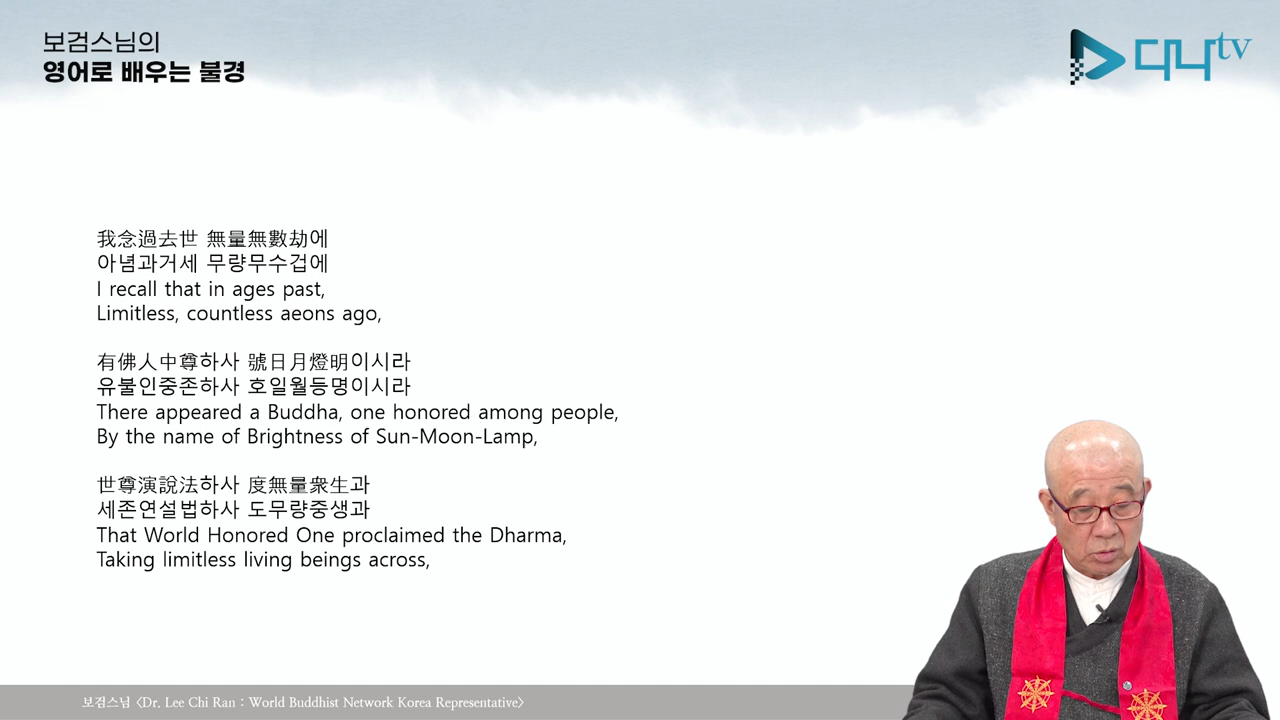 보검스님의
영어로 배우는 불경
다나tv
我念過去世 無量無數劫에
아념과거세 무량무수겁에
I recall that in ages past,
Limitless, countless aeons ago,
有佛人中尊하사 號日月燈明이시라
유불인중존하사 호일월등명이시라
There appeared a Buddha, one honored among people,
By the name of Brightness of Sun-Moon-Lamp,
世尊演說法하사 度無量衆生과
세존연설법하사 도무량중생과
That World Honored One proclaimed the Dharma,
Taking limitless living beings across,
보검스님 <Dr. Lee Chi Ran : World Buddhist Network Korea Representative>